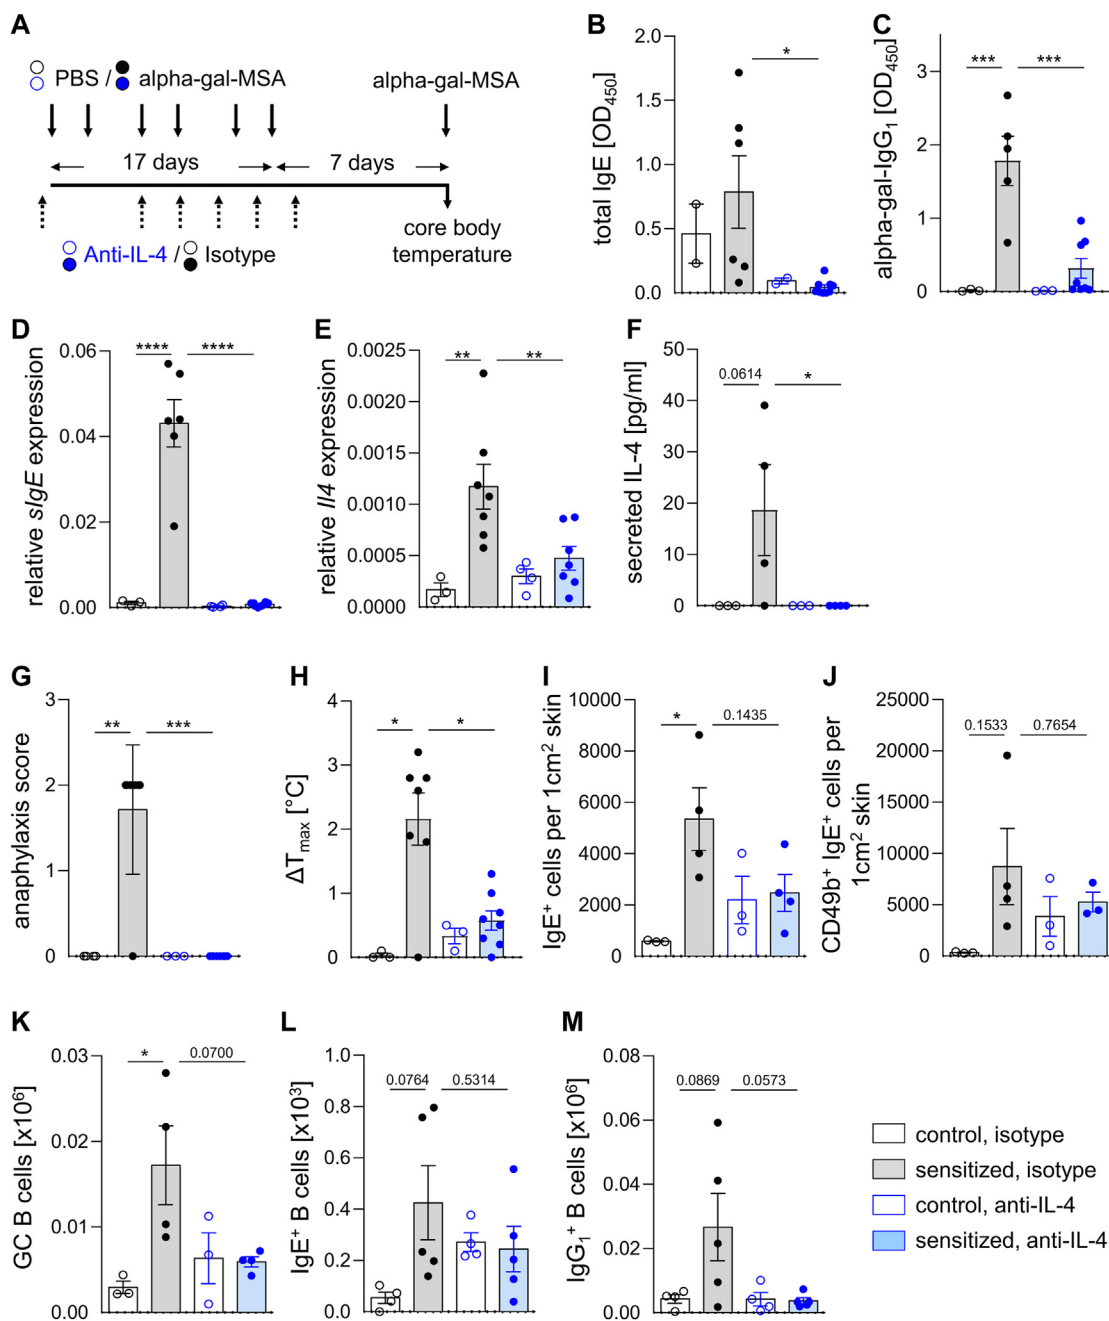 A
PBS / alpha-gal-MSA
alpha-gal-MSA
17 days
7 days
Anti-IL-4 / Isotype
core body
temperature
B
total IgE [OD450]
2.0
1.5
1.0
0.5
0.0
*
C
alpha-gal-IgG1 [OD450]
3
2
1
0
***
***
D
relative sIgE expression
0.06
0.04
0.02
0.00
****
****
E
relative Il4 expression
0.0025
0.0020
0.0015
0.0010
0.0005
0.0000
**
**
F
secreted IL-4 [pg/ml]
50
40
30
20
10
0
0.0614
*
G
anaphylaxis score
3
2
1
0
**
***
H
ΔTmax [°C]
4
3
2
1
0
*
*
I
IgE+ cells per 1cm2 skin
10000
8000
6000
4000
2000
0
*
0.1435
J
CD49b+ IgE+ cells per
1cm2 skin
25000
20000
15000
10000
5000
0
0.1533
0.7654
K
GC B cells [x10⁶]
0.03
0.02
0.01
0.00
*
0.0700
L
IgE+ B cells [x10³]
1.0
0.8
0.6
0.4
0.2
0.0
0.0764
0.5314
M
IgG1+ B cells [x10⁶]
0.08
0.06
0.04
0.02
0.00
0.0869
0.0573
control, isotype
sensitized, isotype
control, anti-IL-4
sensitized, anti-IL-4